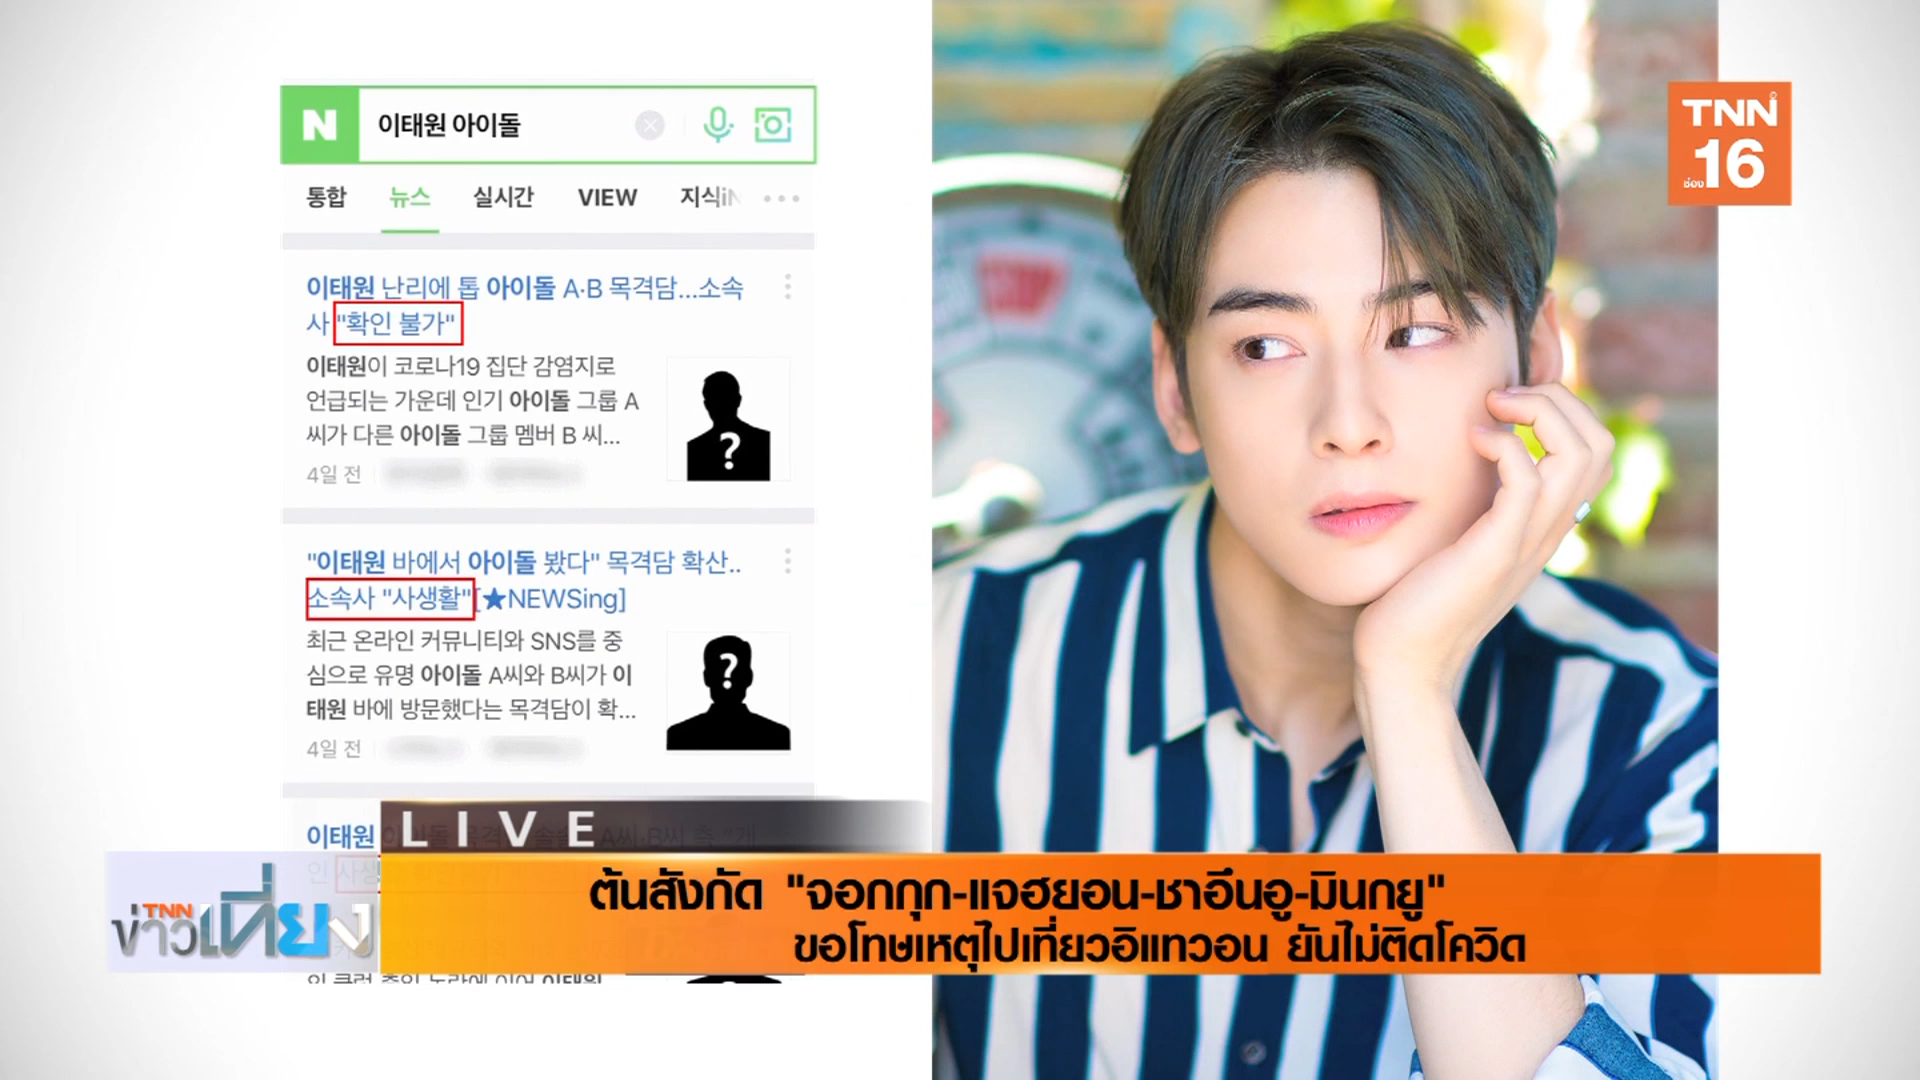 N 이태원 아이돌
통합 뉴스 실시간 VIEW 지식iN
이태원 난리에 톱 아이돌 A·B 목격담...소속
사 "확인 불가"
이태원이 코로나19 집단 감염지로
언급되는 가운데 인기 아이돌 그룹 A
씨가 다른 아이돌 그룹 멤버 B 씨...
?
4일 전
"이태원 바에서 아이돌 봤다" 목격담 확산..
소속사 "사생활"[★NEWSing]
최근 온라인 커뮤니티와 SNS를 중
심으로 유명 아이돌 A씨와 B씨가 이
태원 바에 방문했다는 목격담이 확...
?
4일 전
이태원
TNN
ช่อง 16
LIVE
TNN
ข่าวเที่ยง
ต้นสังกัด "จอกกุก-แจฮยอน-ชาอึนอู-มินกยู"
ขอโทษเหตุไปเที่ยวอิแทวอน ยันไม่ติดโควิด